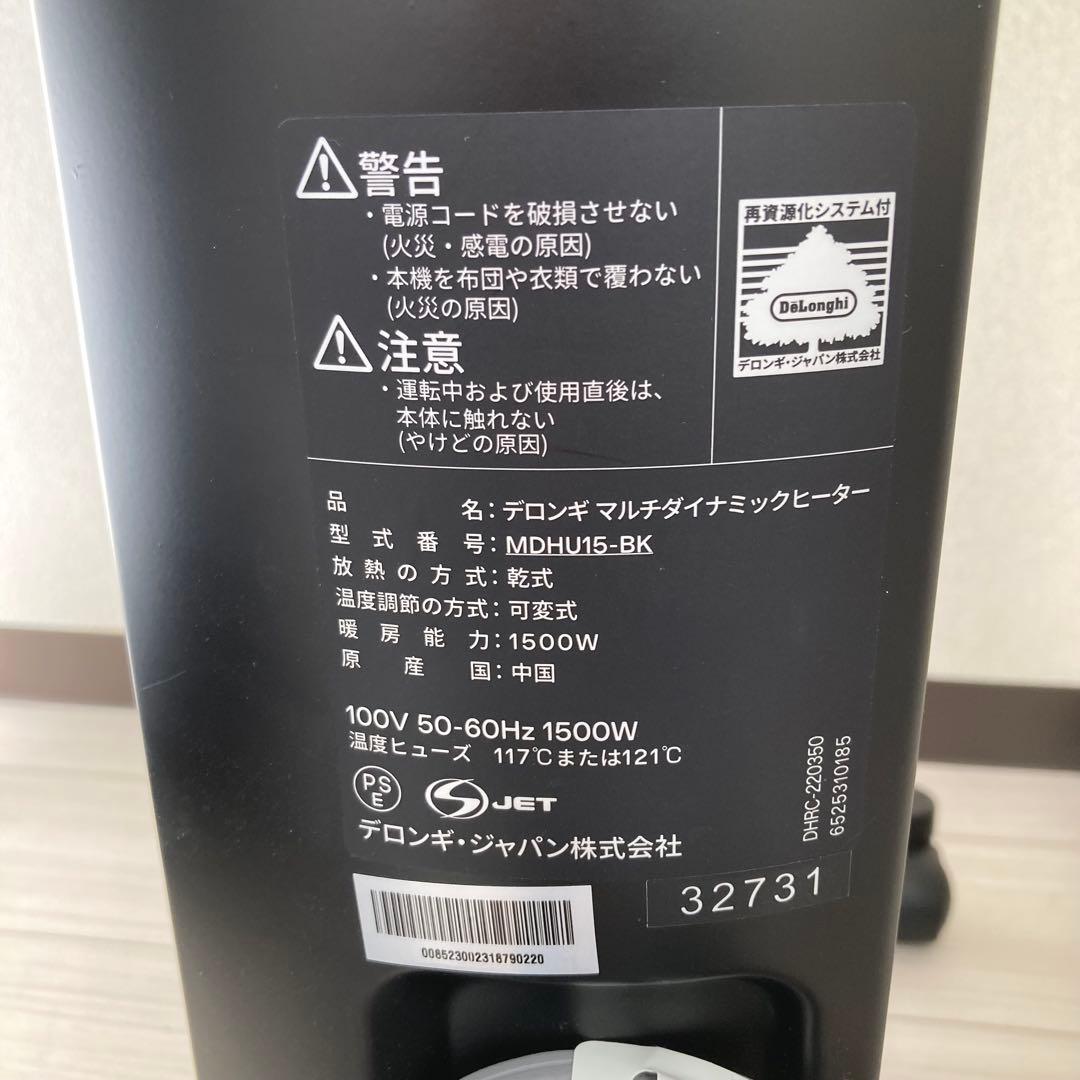 警告
・電源コードを破損させない
(火災・感電の原因)
・本機を布団や衣類で覆わない
(火災の原因)
注意
・運転中および使用直後は、
本体に触れない
(やけどの原因)
再資源化システム付
DēLonghi
デロンギ・ジャパン株式会社
品名：デロンギ マルチダイナミックヒーター
型式番号：MDHU15-BK
放熱の方式：乾式
温度調節の方式：可変式
暖房能力：1500W
原産国：中国
100V 50-60Hz 1500W
温度ヒューズ 117℃または121℃
PSE
S JET
デロンギ・ジャパン株式会社
DHRC-220350
6525310185
32731
008523002318790220